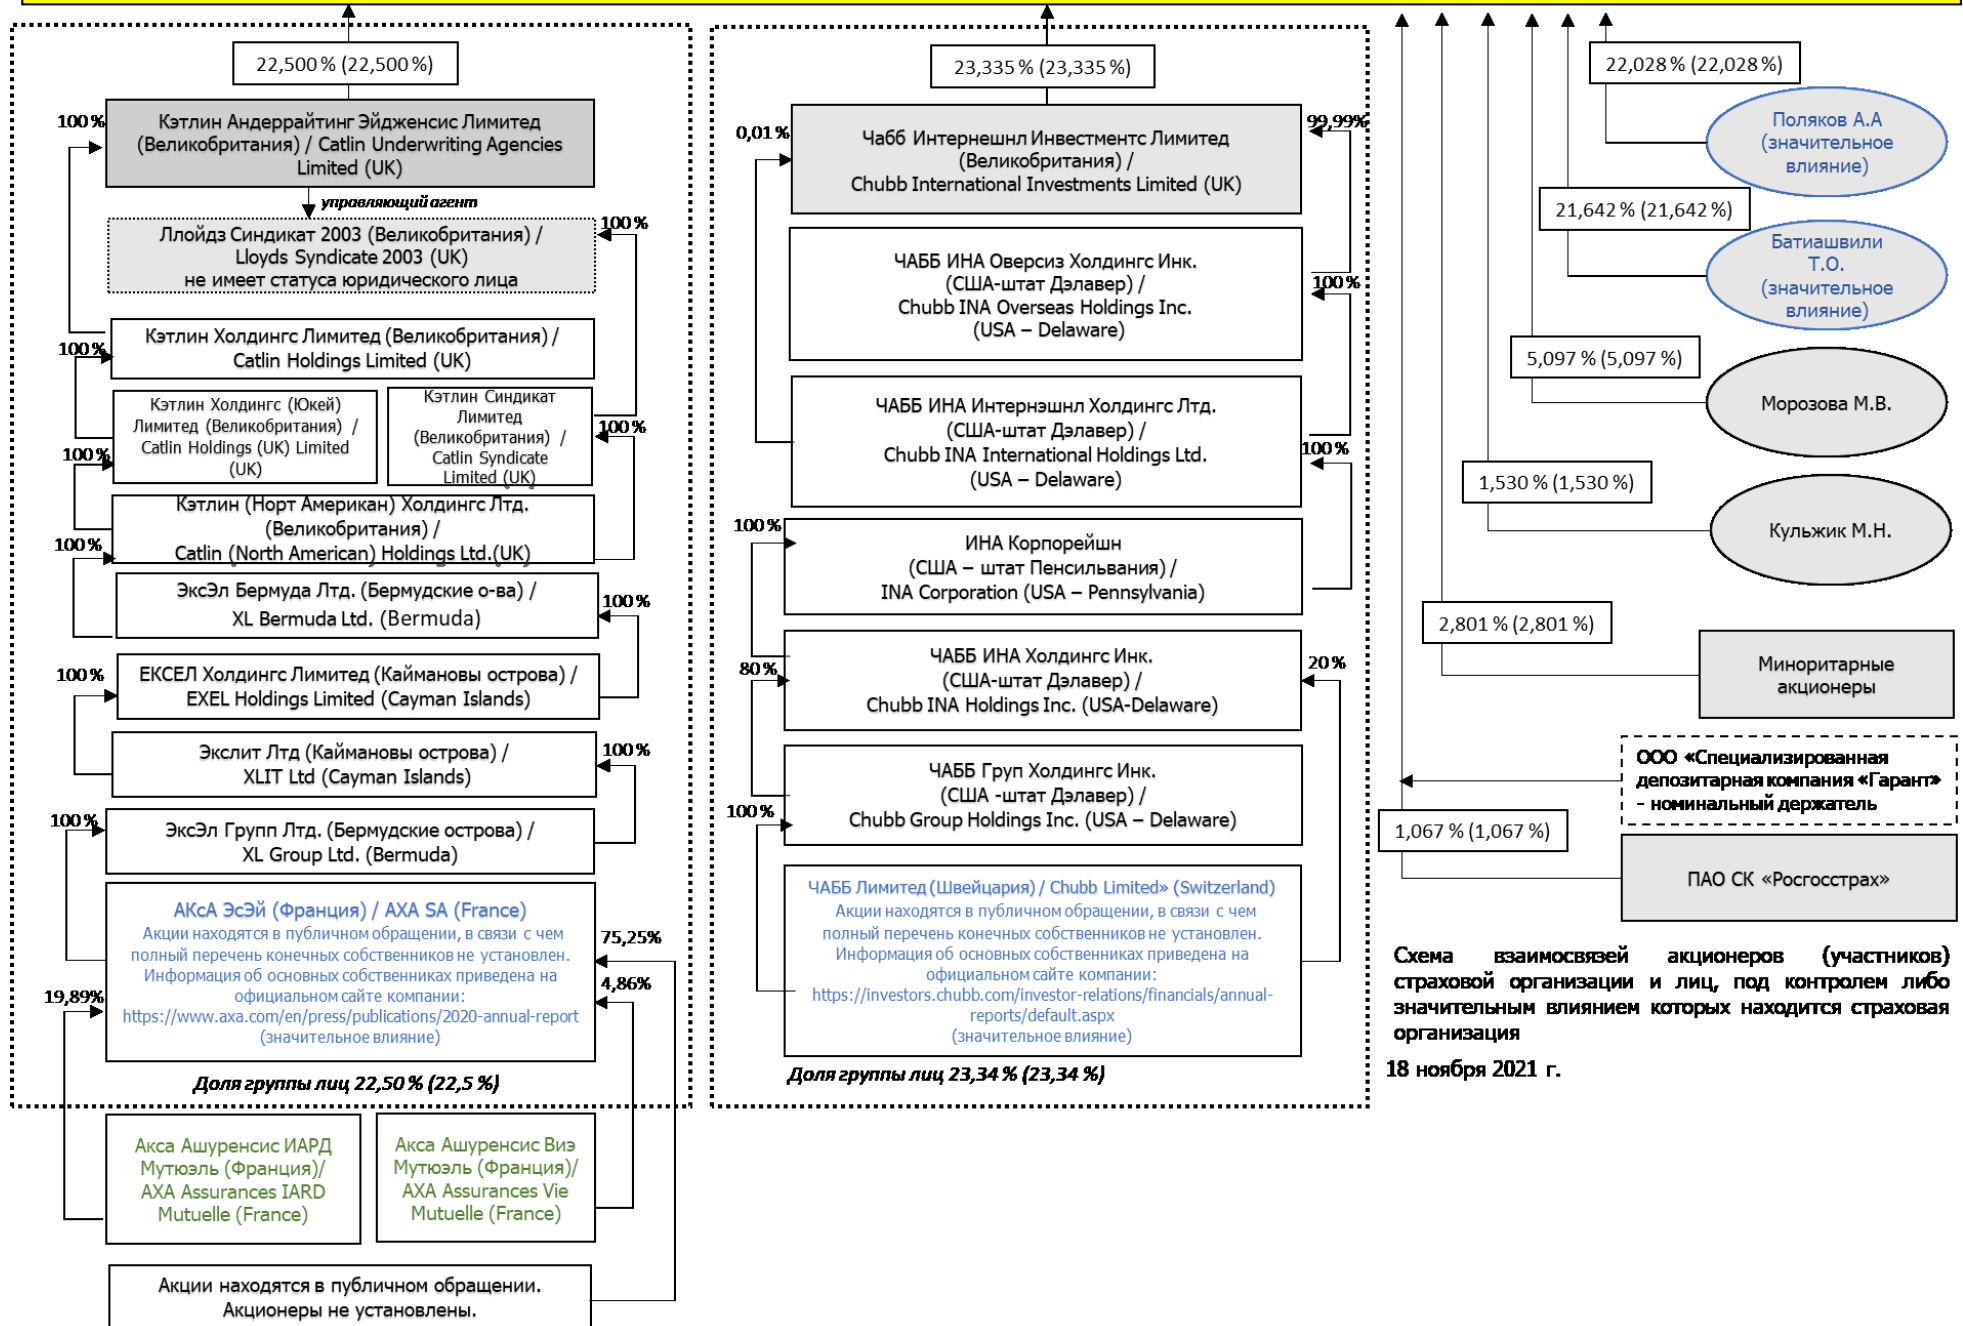 22,500 % (22,500 %)
100 %
Кэтлин Андеррайтинг Эйдженсис Лимитед
(Великобритания) / Catlin Underwriting Agencies
Limited (UK)
управляющий агент
100 %
Ллойдз Синдикат 2003 (Великобритания) /
Lloyds Syndicate 2003 (UK)
не имеет статуса юридического лица
100 %
Кэтлин Холдингс Лимитед (Великобритания) /
Catlin Holdings Limited (UK)
Кэтлин Холдингс (Юкей)
Лимитед (Великобритания) /
Catlin Holdings (UK) Limited
(UK)
Кэтлин Синдикат
Лимитед
(Великобритания) /
Catlin Syndicate
Limited (UK)
100 %
100 %
Кэтлин (Норт Американ) Холдингс Лтд.
(Великобритания) /
Catlin (North American) Holdings Ltd.(UK)
100 %
ЭксЭл Бермуда Лтд. (Бермудские о-ва) /
XL Bermuda Ltd. (Bermuda)
100 %
100 %
ЕКСЕЛ Холдингс Лимитед (Каймановы острова) /
EXEL Holdings Limited (Cayman Islands)
Экслит Лтд (Каймановы острова) /
XLIT Ltd (Cayman Islands)
100 %
100 %
ЭксЭл Групп Лтд. (Бермудские острова) /
XL Group Ltd. (Bermuda)
АКсА ЭсЭй (Франция) / AXA SA (France)
Акции находятся в публичном обращении, в связи с чем
полный перечень конечных собственников не установлен.
Информация об основных собственниках приведена на
официальном сайте компании:
https://www.axa.com/en/press/publications/2020-annual-report
(значительное влияние)
75,25%
4,86%
19,89%
Доля группы лиц 22,50 % (22,5 %)
Акса Ашуренсис ИАРД
Мутюэль (Франция)/
AXA Assurances IARD
Mutuelle (France)
Акса Ашуренсис Виэ
Мутюэль (Франция)/
AXA Assurances Vie
Mutuelle (France)
Акции находятся в публичном обращении.
Акционеры не установлены.
23,335 % (23,335 %)
0,01 %
99,99%
Чабб Интернешнл Инвестментс Лимитед
(Великобритания) /
Chubb International Investments Limited (UK)
ЧАББ ИНА Оверсиз Холдингс Инк.
(США-штат Дэлавер) /
Chubb INA Overseas Holdings Inc.
(USA – Delaware)
100 %
ЧАББ ИНА Интернэшнл Холдингс Лтд.
(США-штат Дэлавер) /
Chubb INA International Holdings Ltd.
(USA – Delaware)
100 %
100 %
ИНА Корпорейшн
(США – штат Пенсильвания) /
INA Corporation (USA – Pennsylvania)
80 %
20 %
ЧАББ ИНА Холдингс Инк.
(США-штат Дэлавер) /
Chubb INA Holdings Inc. (USA-Delaware)
100 %
ЧАББ Груп Холдингс Инк.
(США -штат Дэлавер) /
Chubb Group Holdings Inc. (USA – Delaware)
ЧАББ Лимитед (Швейцария) / Chubb Limited» (Switzerland)
Акции находятся в публичном обращении, в связи с чем
полный перечень конечных собственников не установлен.
Информация об основных собственниках приведена на
официальном сайте компании:
https://investors.chubb.com/investor-relations/financials/annual-
reports/default.aspx
(значительное влияние)
Доля группы лиц 23,34 % (23,34 %)
22,028 % (22,028 %)
Поляков А.А
(значительное
влияние)
21,642 % (21,642 %)
Батиашвили
Т.О.
(значительное
влияние)
5,097 % (5,097 %)
Морозова М.В.
1,530 % (1,530 %)
Кульжик М.Н.
2,801 % (2,801 %)
Миноритарные
акционеры
ООО «Специализированная
депозитарная компания «Гарант»
- номинальный держатель
1,067 % (1,067 %)
ПАО СК «Росгосстрах»
Схема взаимосвязей акционеров (участников)
страховой организации и лиц, под контролем либо
значительным влиянием которых находится страховая
организация
18 ноября 2021 г.